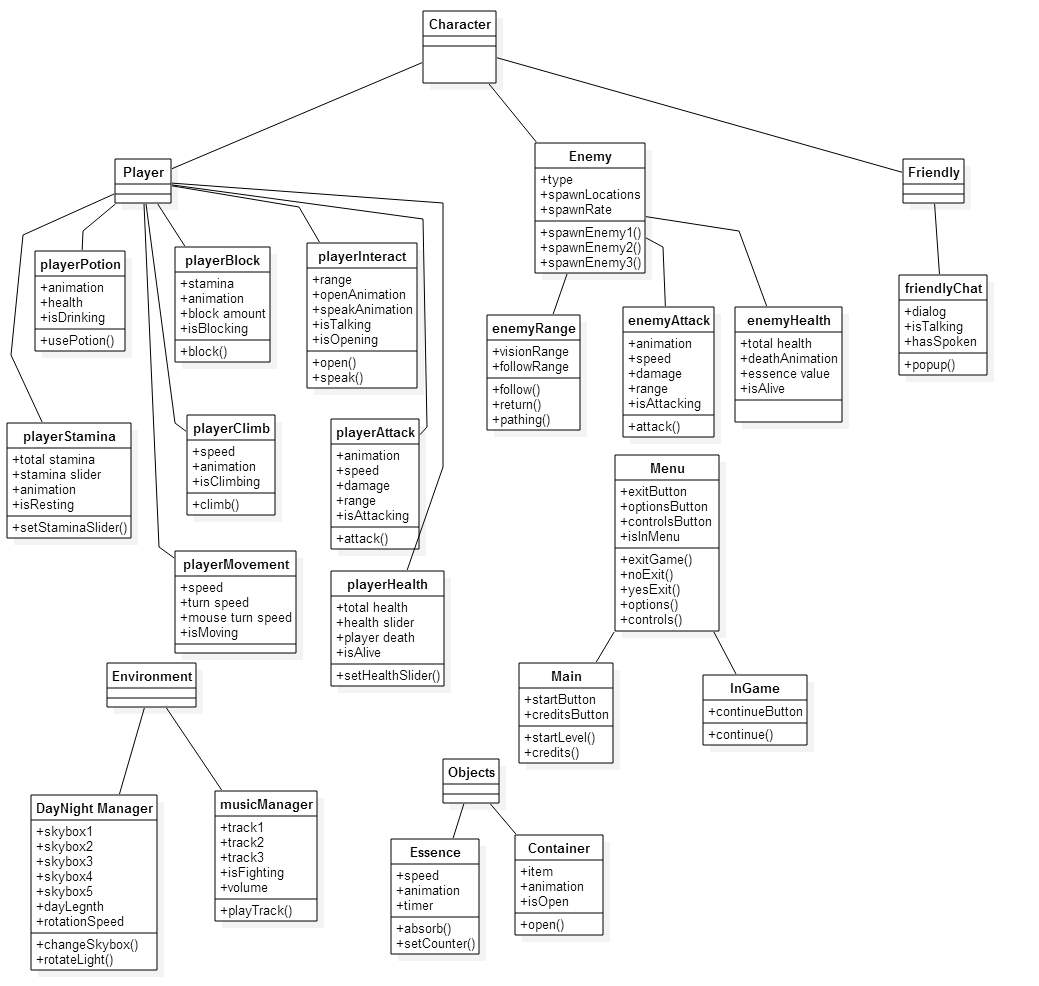 Character
Player
Enemy
+type
+spawnLocations
+spawnRate
+spawnEnemy1()
+spawnEnemy2()
+spawnEnemy3()
Friendly
playerPotion
+animation
+health
+isDrinking
+usePotion()
playerBlock
+stamina
+animation
+block amount
+isBlocking
+block()
playerInteract
+range
+openAnimation
+speakAnimation
+isTalking
+isOpening
+open()
+speak()
enemyRange
+visionRange
+followRange
+follow()
+return()
+pathing()
enemyAttack
+animation
+speed
+damage
+range
+isAttacking
+attack()
enemyHealth
+total health
+deathAnimation
+essence value
+isAlive
friendlyChat
+dialog
+isTalking
+hasSpoken
+popup()
playerStamina
+total stamina
+stamina slider
+animation
+isResting
+setStaminaSlider()
playerClimb
+speed
+animation
+isClimbing
+climb()
playerAttack
+animation
+speed
+damage
+range
+isAttacking
+attack()
playerMovement
+speed
+turn speed
+mouse turn speed
+isMoving
playerHealth
+total health
+health slider
+player death
+isAlive
+setHealthSlider()
Menu
+exitButton
+optionsButton
+controlsButton
+isInMenu
+exitGame()
+noExit()
+yesExit()
+options()
+controls()
Main
+startButton
+creditsButton
+startLevel()
+credits()
InGame
+continueButton
+continue()
Environment
DayNight Manager
+skybox1
+skybox2
+skybox3
+skybox4
+skybox5
+dayLegnth
+rotationSpeed
+changeSkybox()
+rotateLight()
musicManager
+track1
+track2
+track3
+isFighting
+volume
+playTrack()
Objects
Essence
+speed
+animation
+timer
+absorb()
+setCounter()
Container
+item
+animation
+isOpen
+open()